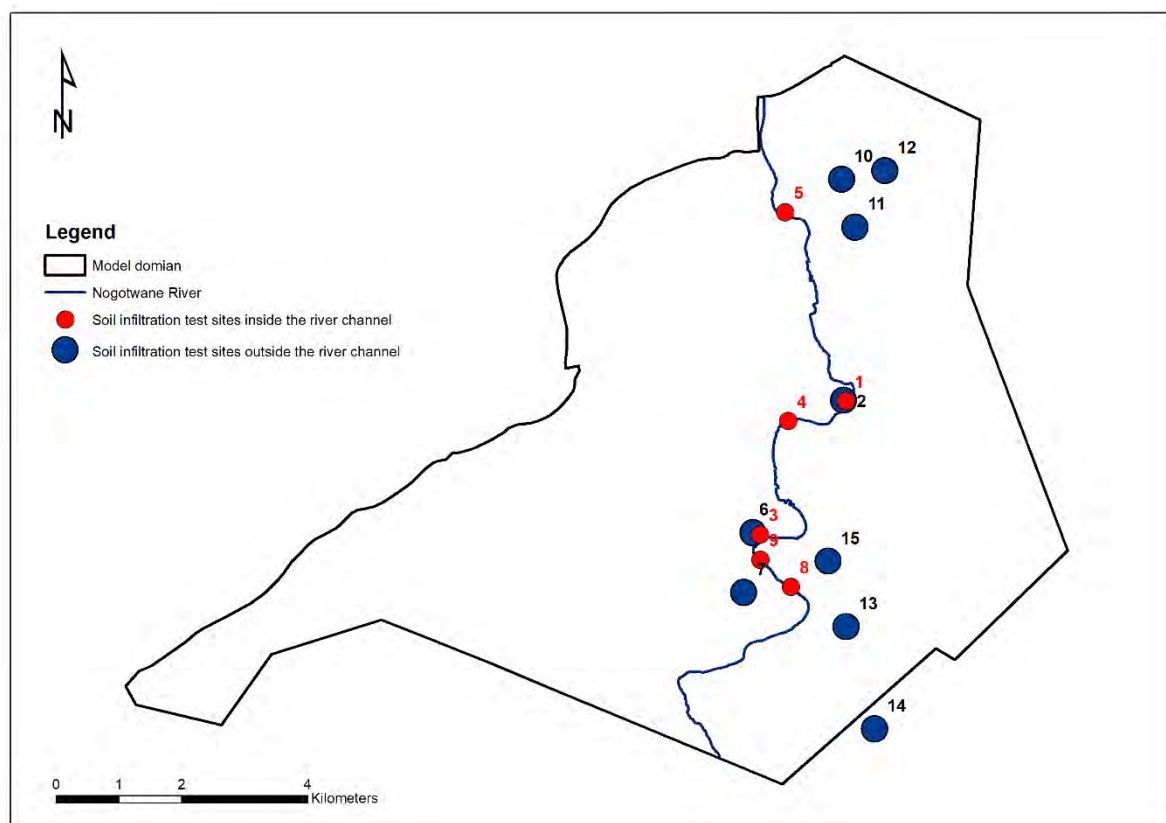 N
10
12
5
11
Legend
Model domian
Nogotwane River
Soil infiltration test sites inside the river channel
Soil infiltration test sites outside the river channel
1
2
4
6
3
9
15
7
8
13
14
0 1 2 4
Kilometers